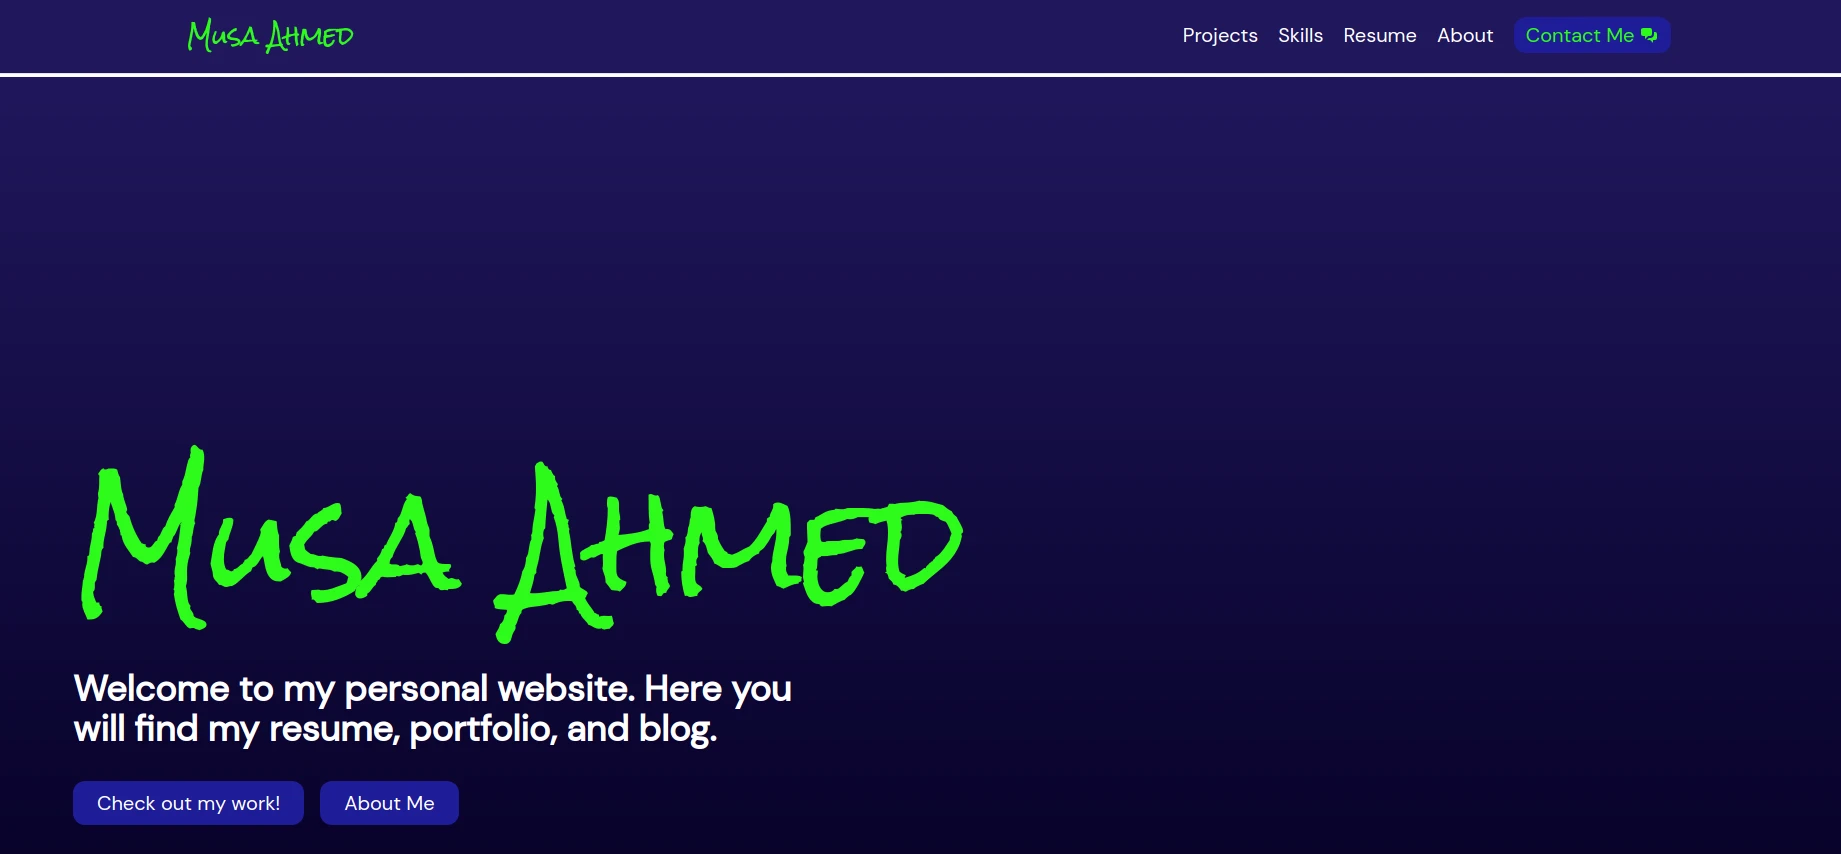 Musa Ahmed
Projects Skills Resume About Contact Me
Musa Ahmed
Welcome to my personal website. Here you
will find my resume, portfolio, and blog.
Check out my work! About Me